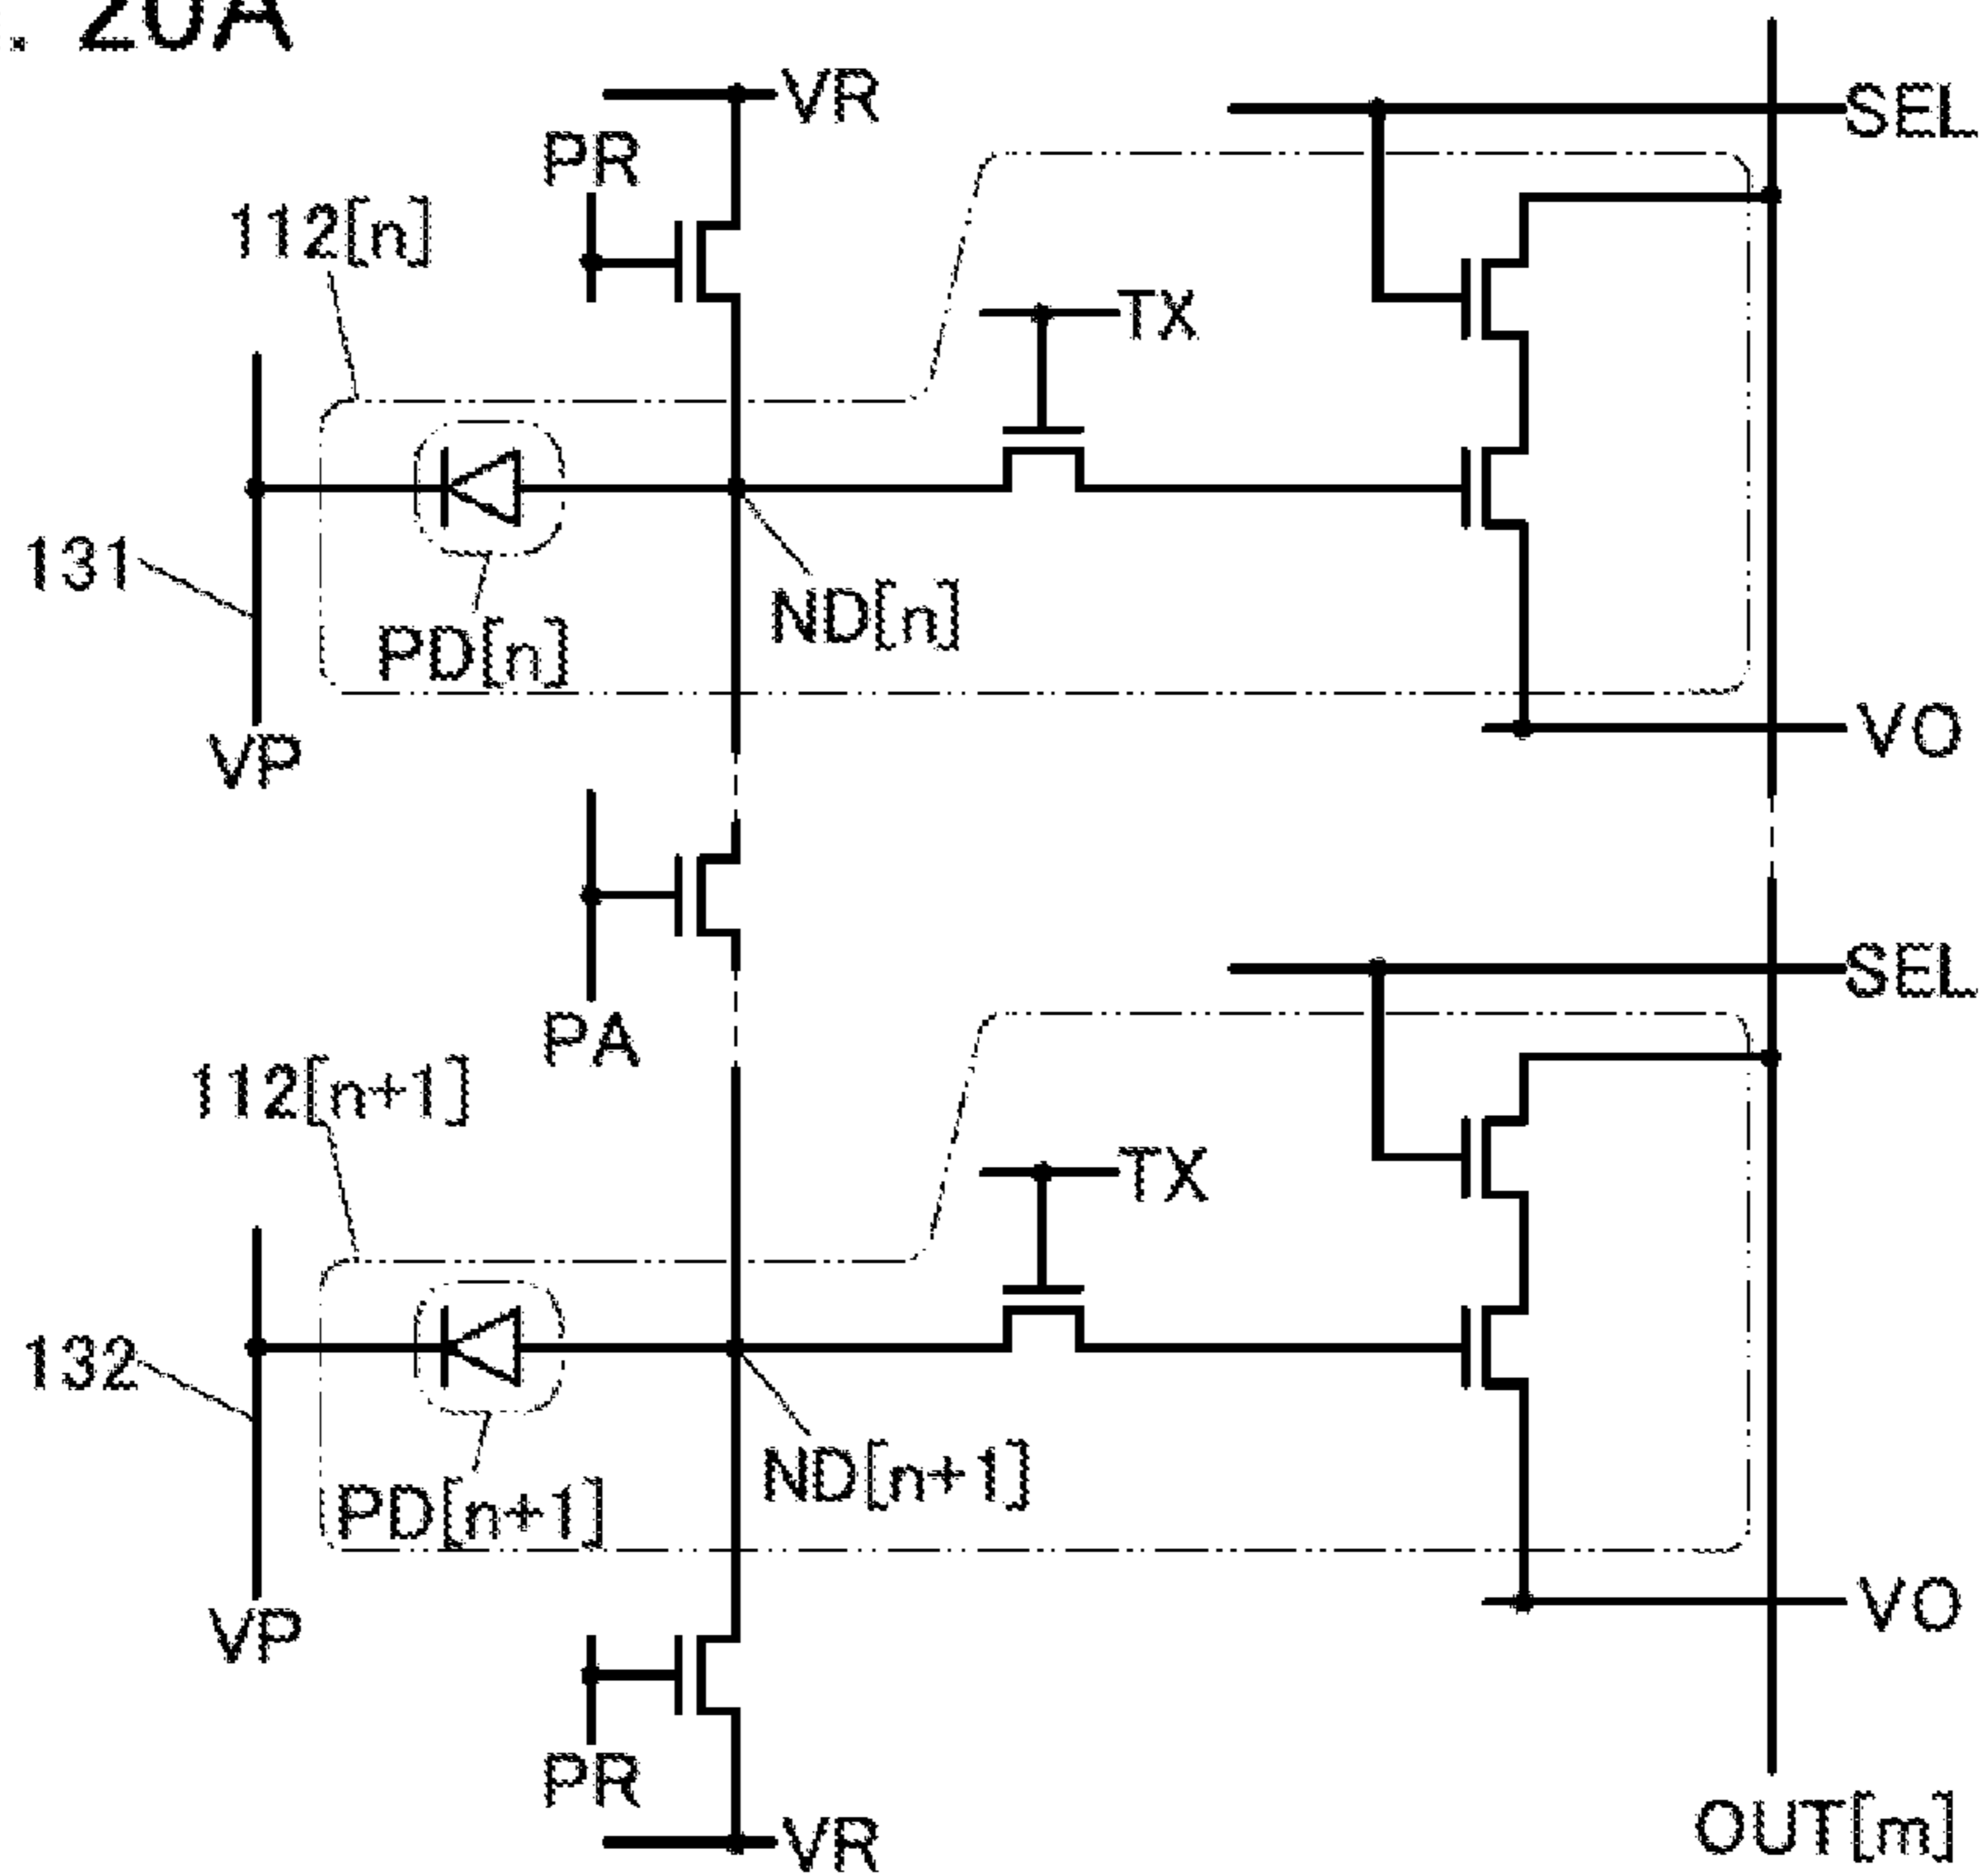 . 20A
VR
SEL
PR
112[n]
TX
131
ND[n]
PD[n]
VO
VP
SEL
PA
112[n+1]
TX
132
ND[n+1]
PD[n+1]
VO
VP
PR
OUT[m]
VR